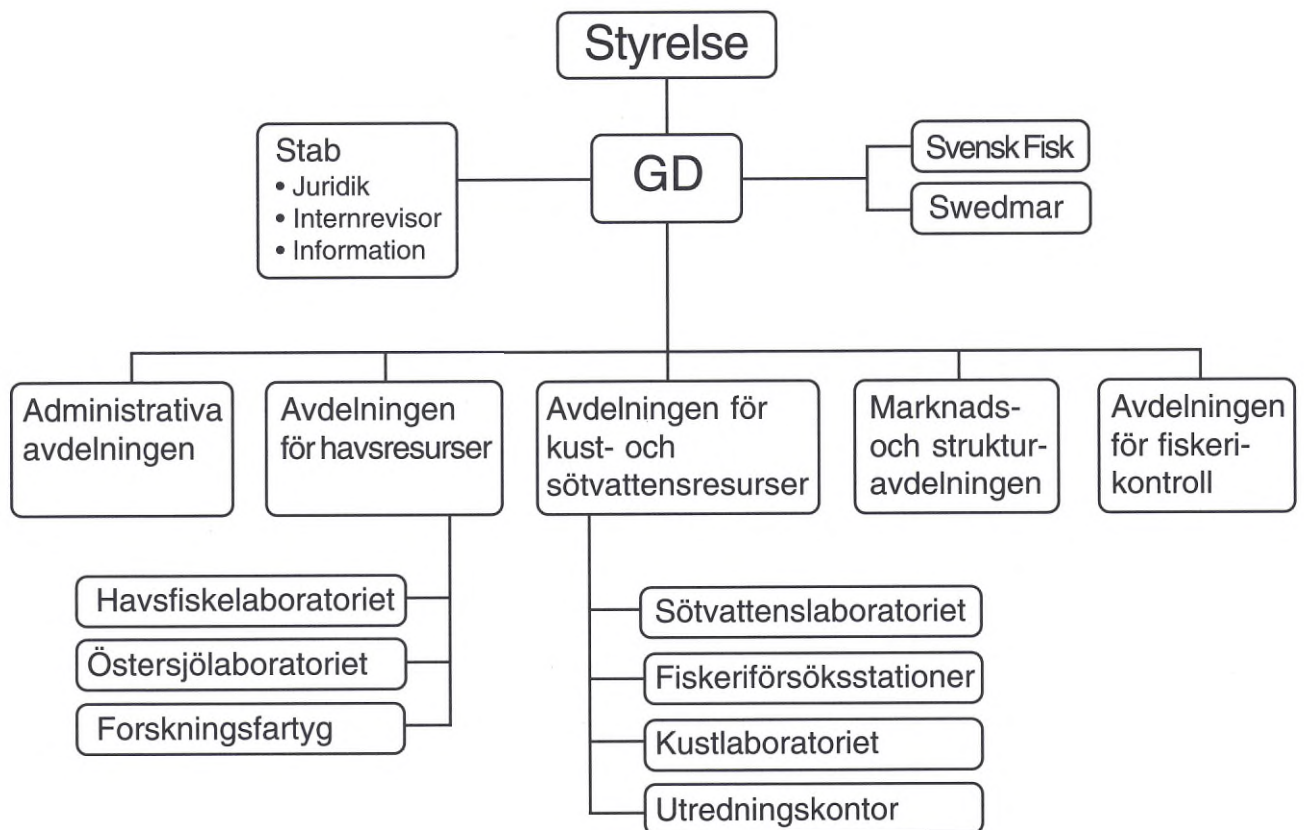 Styrelse
Stab
• Juridik
• Internrevisor
• Information
GD
Svensk Fisk
Swedmar
Administrativa
avdelningen
Avdelningen
för havsresurser
Avdelningen för
kust- och
sötvattensresurser
Marknads-
och struktur-
avdelningen
Avdelningen
för fiskeri-
kontroll
Havsfiskelaboratoriet
Östersjölaboratoriet
Forskningsfartyg
Sötvattenslaboratoriet
Fiskeriförsöksstationer
Kustlaboratoriet
Utredningskontor